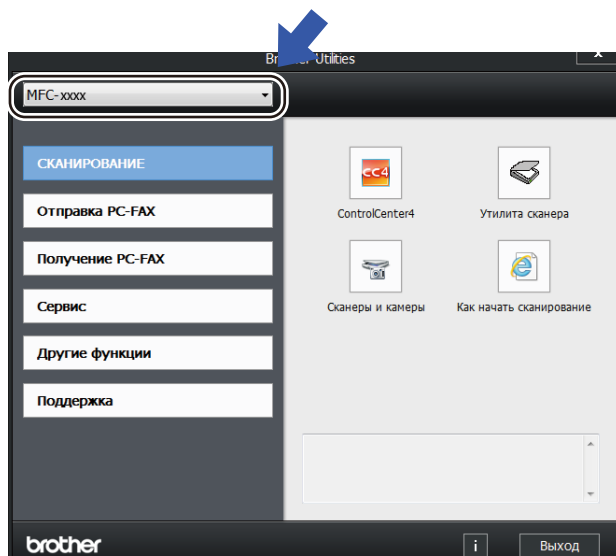 Brother Utilities
x
MFC-xxxx
СКАНИРОВАНИЕ
Отправка PC-FAX
Получение PC-FAX
Сервис
Другие функции
Поддержка
CC4
ControlCenter4
Утилита сканера
Сканеры и камеры
Как начать сканирование
brother
i
Выход